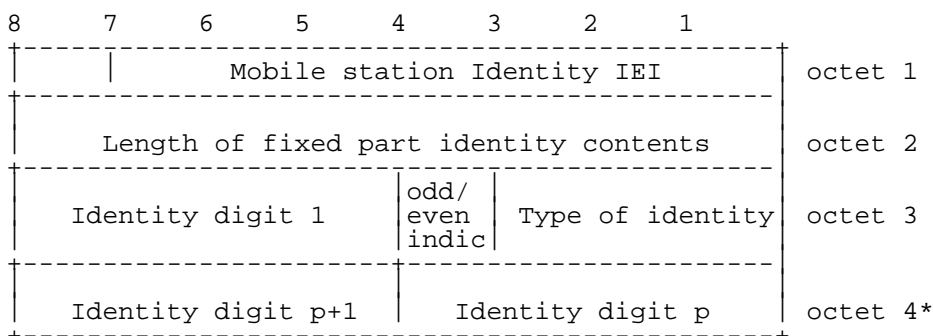 8 7 6 5 4 3 2 1
Mobile station Identity IEI octet 1
Length of fixed part identity contents octet 2
odd/
Identity digit 1 even Type of identity octet 3
indic
Identity digit p+1 Identity digit p octet 4*